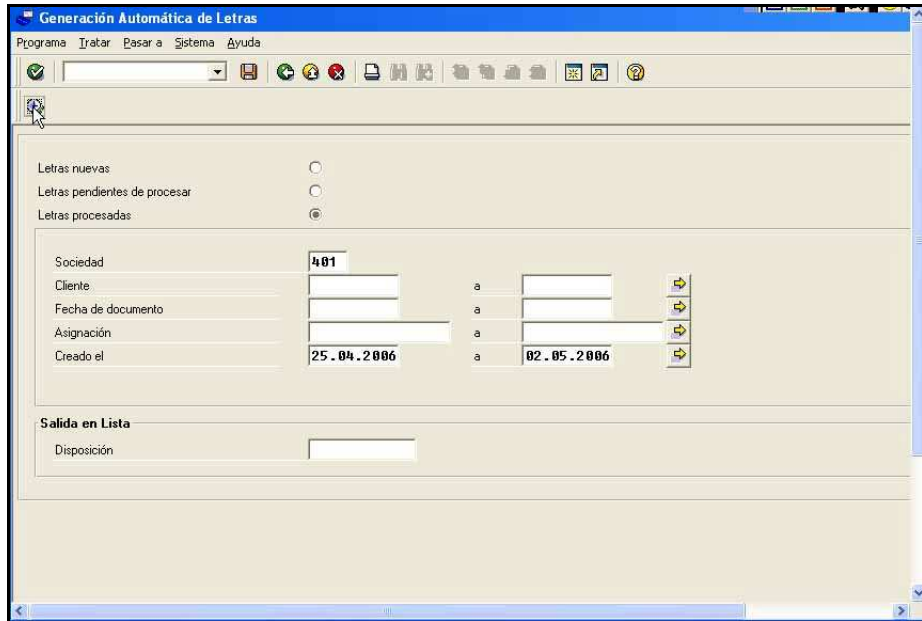 Generación Automática de Letras
Programa Tratar Pasar a Sistema Ayuda
Letras nuevas
Letras pendientes de procesar
Letras procesadas
Sociedad 401
Cliente a
Fecha de documento a
Asignación a
Creado el 25.04.2006 a 02.05.2006
Salida en Lista
Disposición